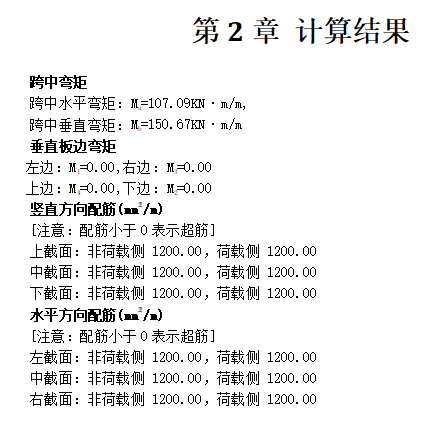 第 2 章 计算结果
跨中弯矩
跨中水平弯矩：M=107.09KN·m/m,
跨中垂直弯矩：M=150.67KN·m/m
垂直板边弯矩
左边：M=0.00,右边：M=0.00
上边：M=0.00,下边：M=0.00
竖直方向配筋(mm²/m)
[注意：配筋小于0表示超筋]
上截面：非荷载侧 1200.00，荷载侧 1200.00
中截面：非荷载侧 1200.00，荷载侧 1200.00
下截面：非荷载侧 1200.00，荷载侧 1200.00
水平方向配筋(mm²/m)
[注意：配筋小于0表示超筋]
左截面：非荷载侧 1200.00，荷载侧 1200.00
中截面：非荷载侧 1200.00，荷载侧 1200.00
右截面：非荷载侧 1200.00，荷载侧 1200.00